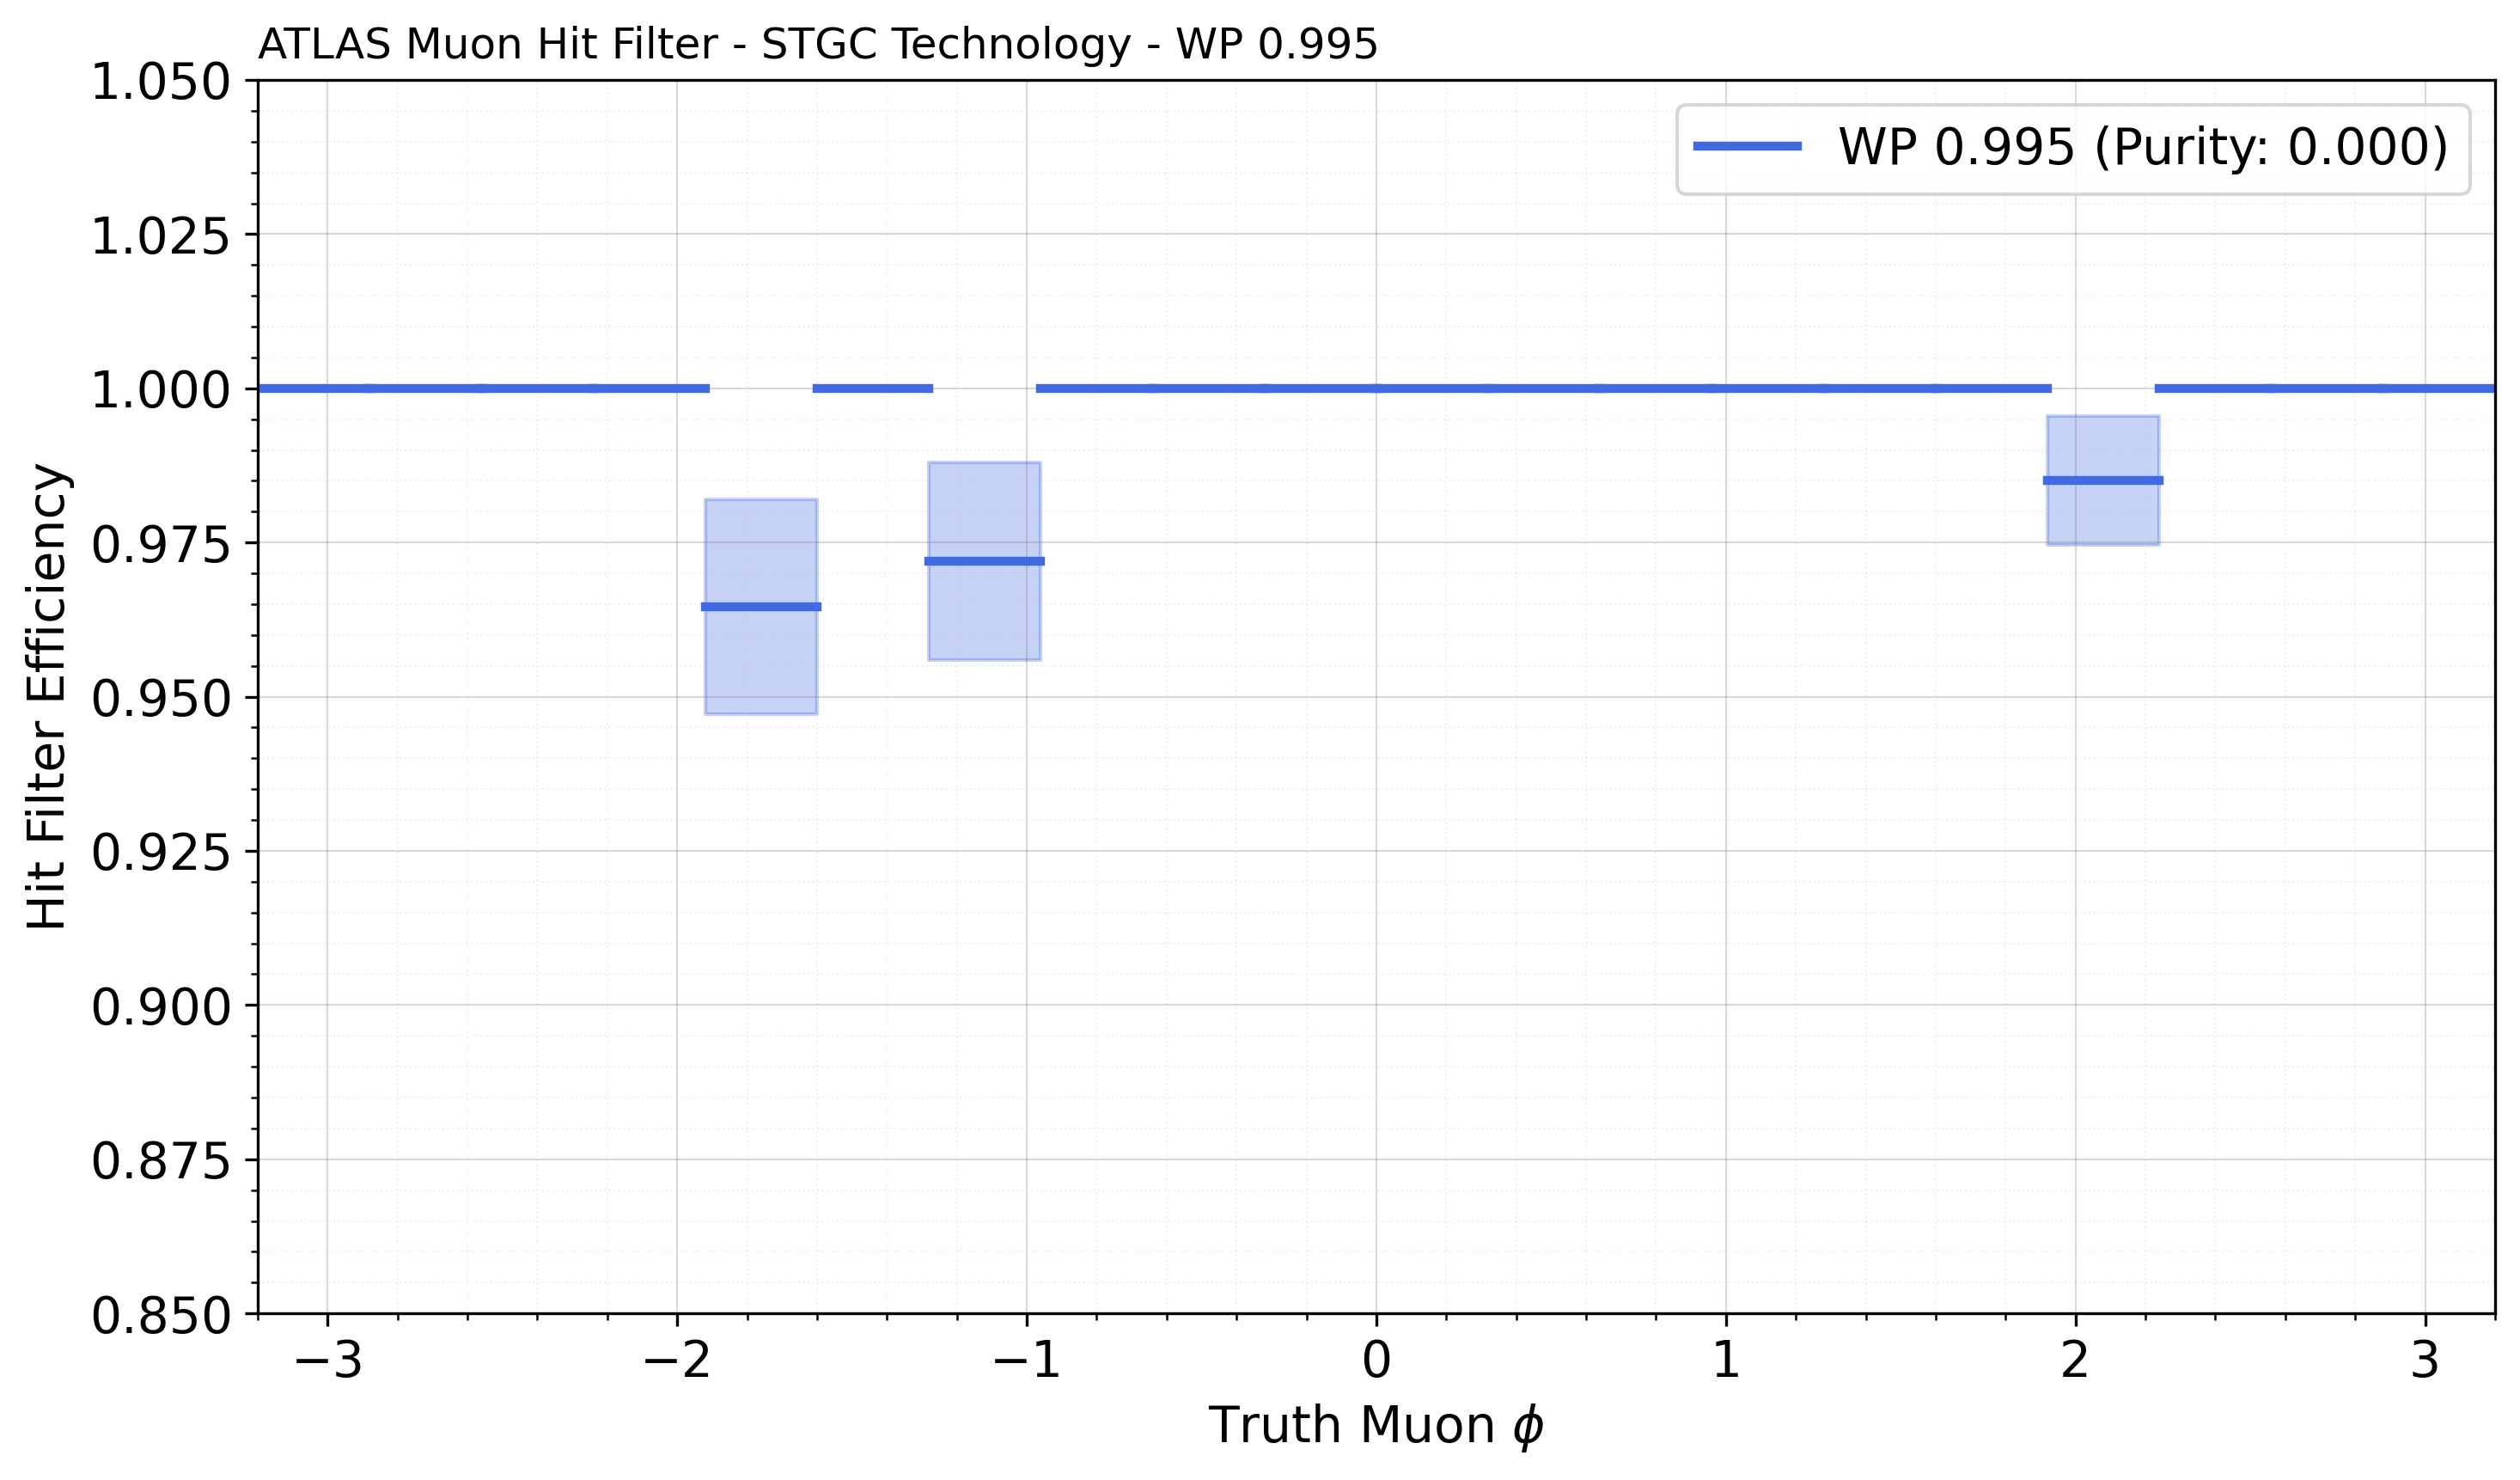 ATLAS Muon Hit Filter - STGC Technology - WP 0.995
WP 0.995 (Purity: 0.000)
Hit Filter Efficiency
1.050
1.025
1.000
0.975
0.950
0.925
0.900
0.875
0.850
−3 −2 −1 0 1 2 3
Truth Muon ϕ